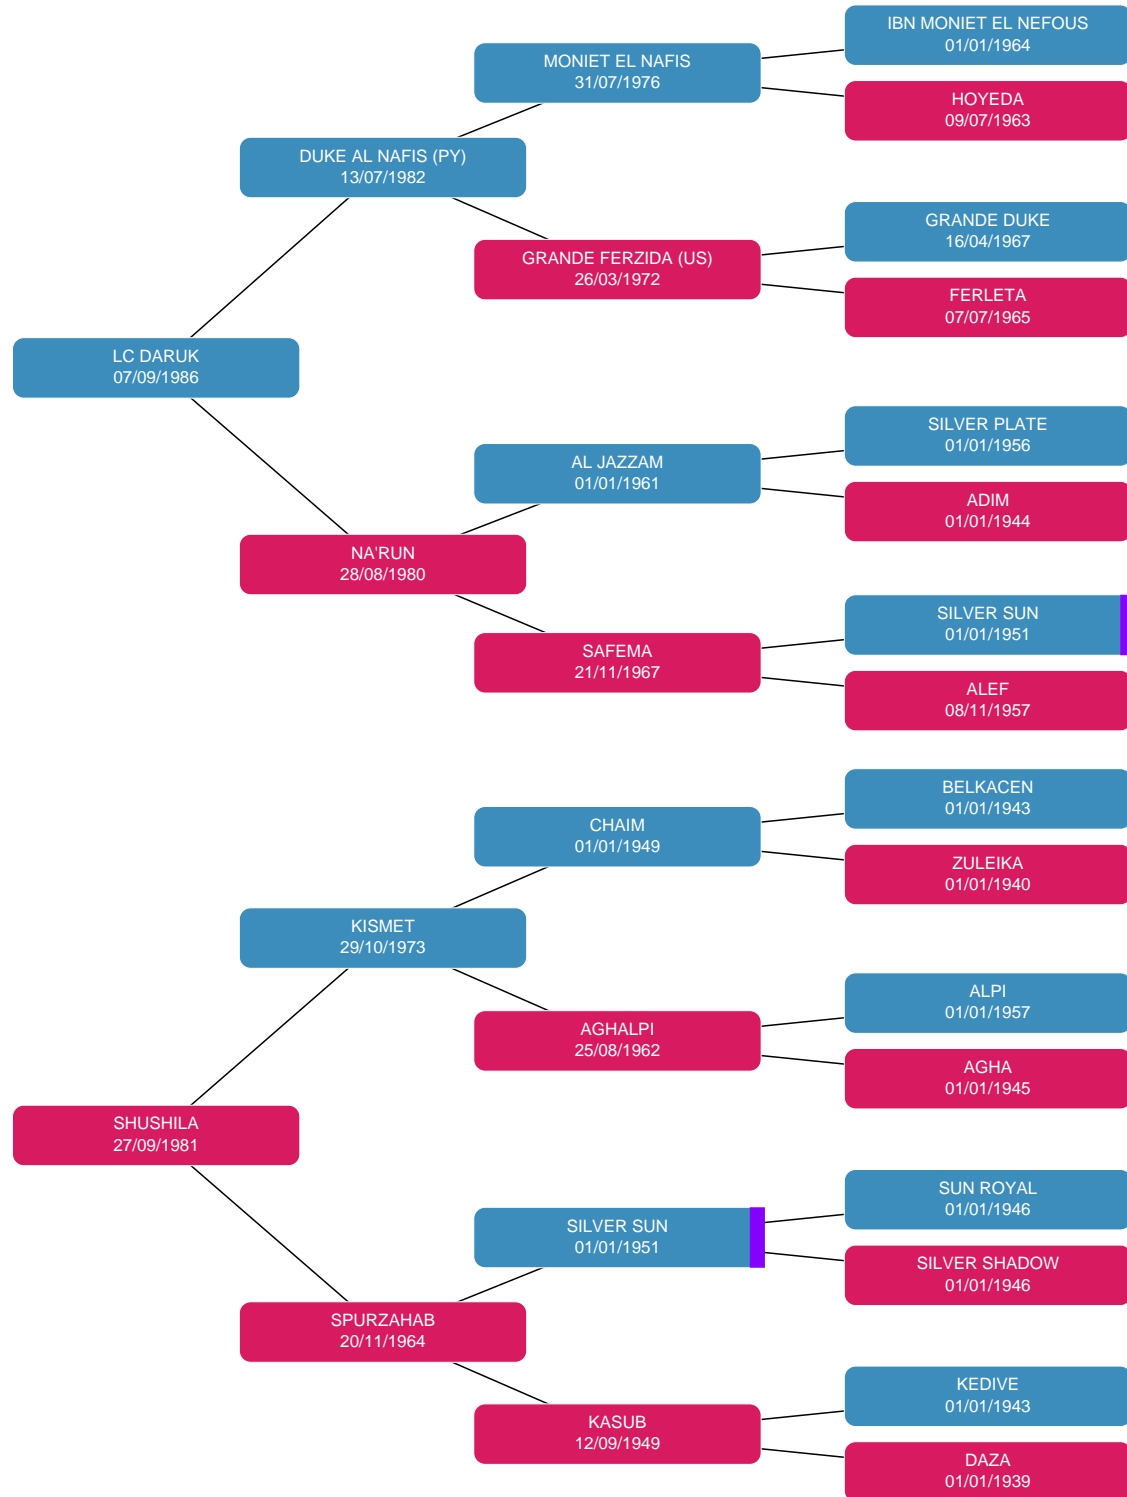 IBN MONIET EL NEFOUS
01/01/1964
MONIET EL NAFIS
31/07/1976
HOYEDA
09/07/1963
DUKE AL NAFIS (PY)
13/07/1982
GRANDE DUKE
16/04/1967
GRANDE FERZIDA (US)
26/03/1972
FERLETA
07/07/1965
LC DARUK
07/09/1986
SILVER PLATE
01/01/1956
AL JAZZAM
01/01/1961
ADIM
01/01/1944
NA'RUN
28/08/1980
SILVER SUN
01/01/1951
SAFEMA
21/11/1967
ALEF
08/11/1957
BELKACEN
01/01/1943
CHAIM
01/01/1949
ZULEIKA
01/01/1940
KISMET
29/10/1973
ALPI
01/01/1957
AGHALPI
25/08/1962
AGHA
01/01/1945
SHUSHILA
27/09/1981
SUN ROYAL
01/01/1946
SILVER SUN
01/01/1951
SILVER SHADOW
01/01/1946
SPURZAHAB
20/11/1964
KEDIVE
01/01/1943
KASUB
12/09/1949
DAZA
01/01/1939